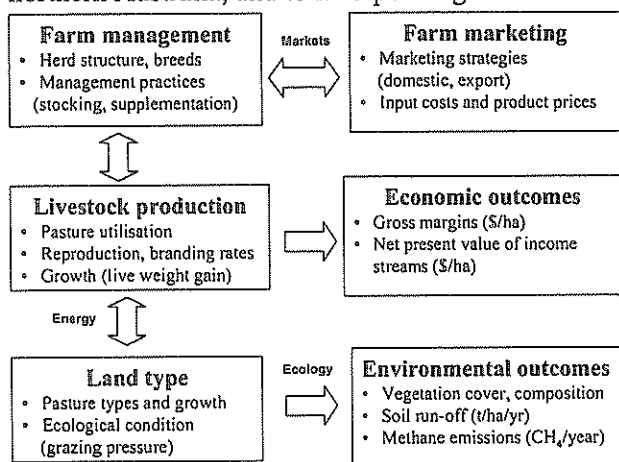 Farm management
• Herd structure, breeds
• Management practices
(stocking, supplementation)
Markets
Farm marketing
• Marketing strategies
(domestic, export)
• Input costs and product prices
Livestock production
• Pasture utilisation
• Reproduction, branding rates
• Growth (live weight gain)
Economic outcomes
• Gross margins ($/ha)
• Net present value of income
streams ($/ha)
Energy
Land type
• Pasture types and growth
• Ecological condition
(grazing pressure)
Ecology
Environmental outcomes
• Vegetation cover, composition
• Soil run-off (t/ha/yr)
• Methane emissions (CH₄/year)